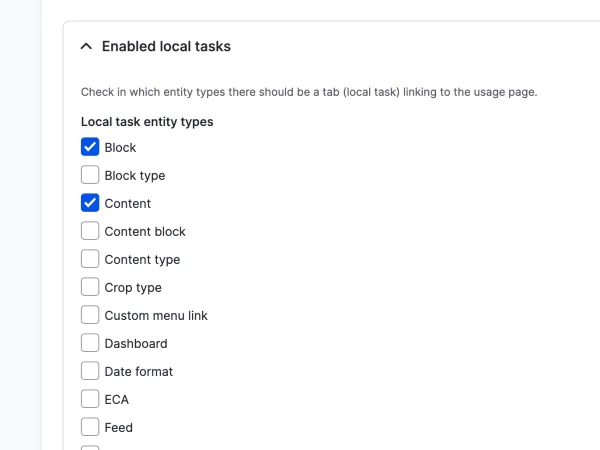 Enabled local tasks
Check in which entity types there should be a tab (local task) linking to the usage page.
Local task entity types
Block
Block type
Content
Content block
Content type
Crop type
Custom menu link
Dashboard
Date format
ECA
Feed